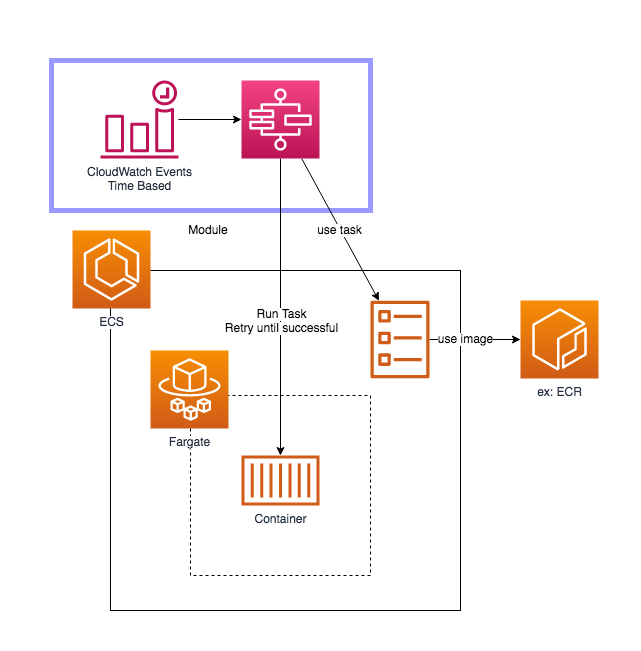 CloudWatch Events
Time Based
Module
use task
ECS
Run Task
Retry until successful
use image
ex: ECR
Fargate
Container